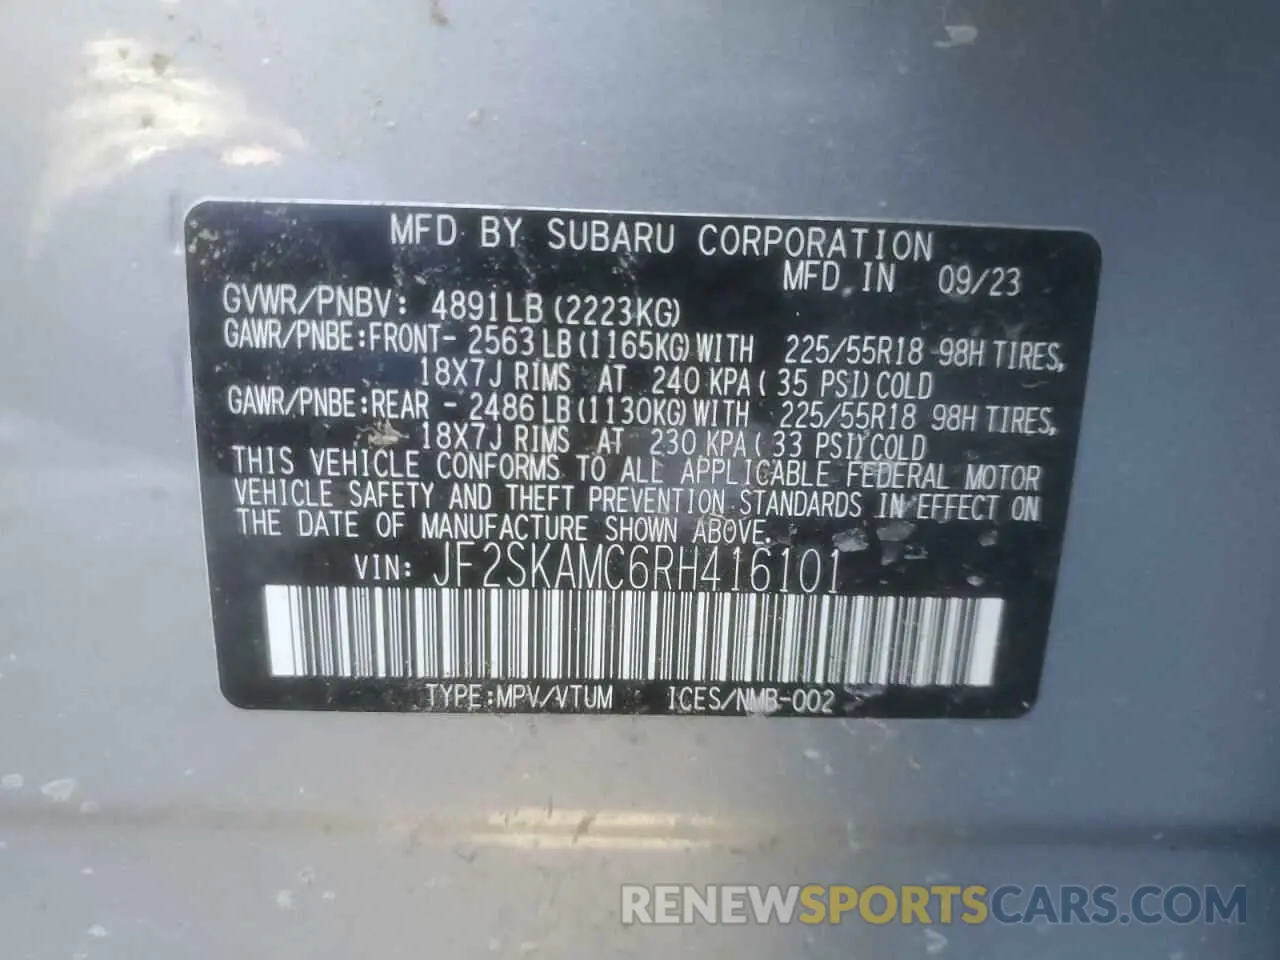 MFD BY SUBARU CORPORATION
MFD IN 09/23
GVWR/PNBV: 4891LB (2223KG)
GAWR/PNBE:FRONT- 2563LB (1165KG) WITH 225/55R18 98H TIRES,
18X7J RIMS AT 240 KPA ( 35 PSI) COLD
GAWR/PNBE:REAR - 2486LB (1130KG) WITH 225/55R18 98H TIRES,
18X7J RIMS AT 230 KPA ( 33 PSI) COLD
THIS VEHICLE CONFORMS TO ALL APPLICABLE FEDERAL MOTOR
VEHICLE SAFETY AND THEFT PREVENTION STANDARDS IN EFFECT ON
THE DATE OF MANUFACTURE SHOWN ABOVE.
VIN: JF2SKAMC6RH416101
TYPE:MPV/VTUM ICES/NMB-002
RENEWSPORTSCARS.COM